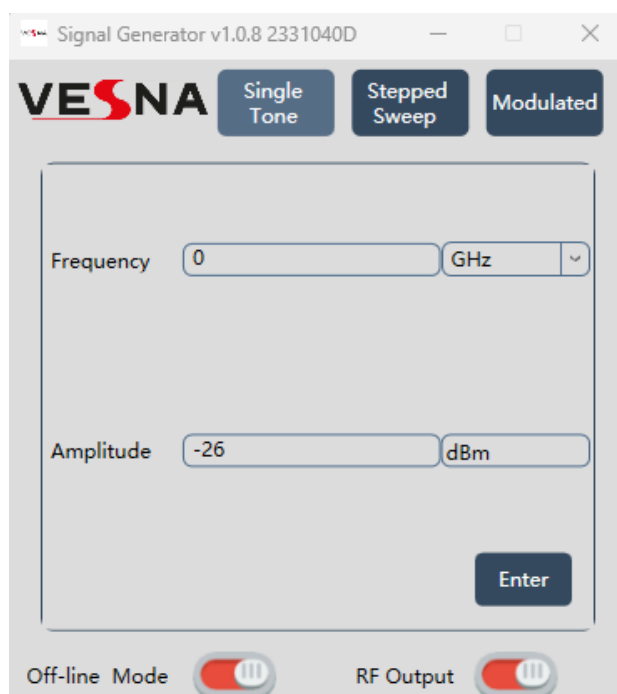 Signal Generator v1.0.8 2331040D
VESNA
Single
Tone
Stepped
Sweep
Modulated
Frequency 0 GHz
Amplitude -26 dBm
Enter
Off-line Mode RF Output